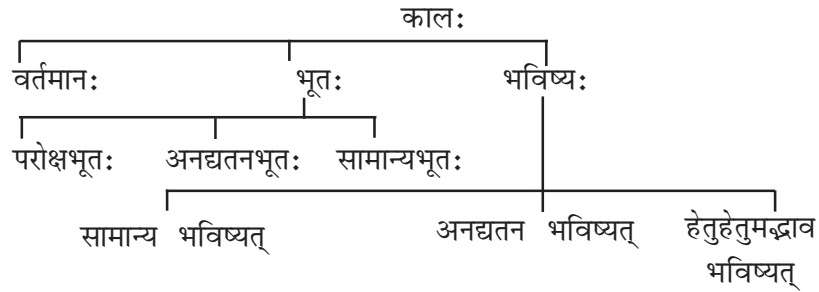 कालः
वर्तमानः भूतः भविष्यः
परोक्षभूतः अनद्यतनभूतः सामान्यभूतः
सामान्य भविष्यत् अनद्यतन भविष्यत् हेतुहेतुमद्भाव
भविष्यत्